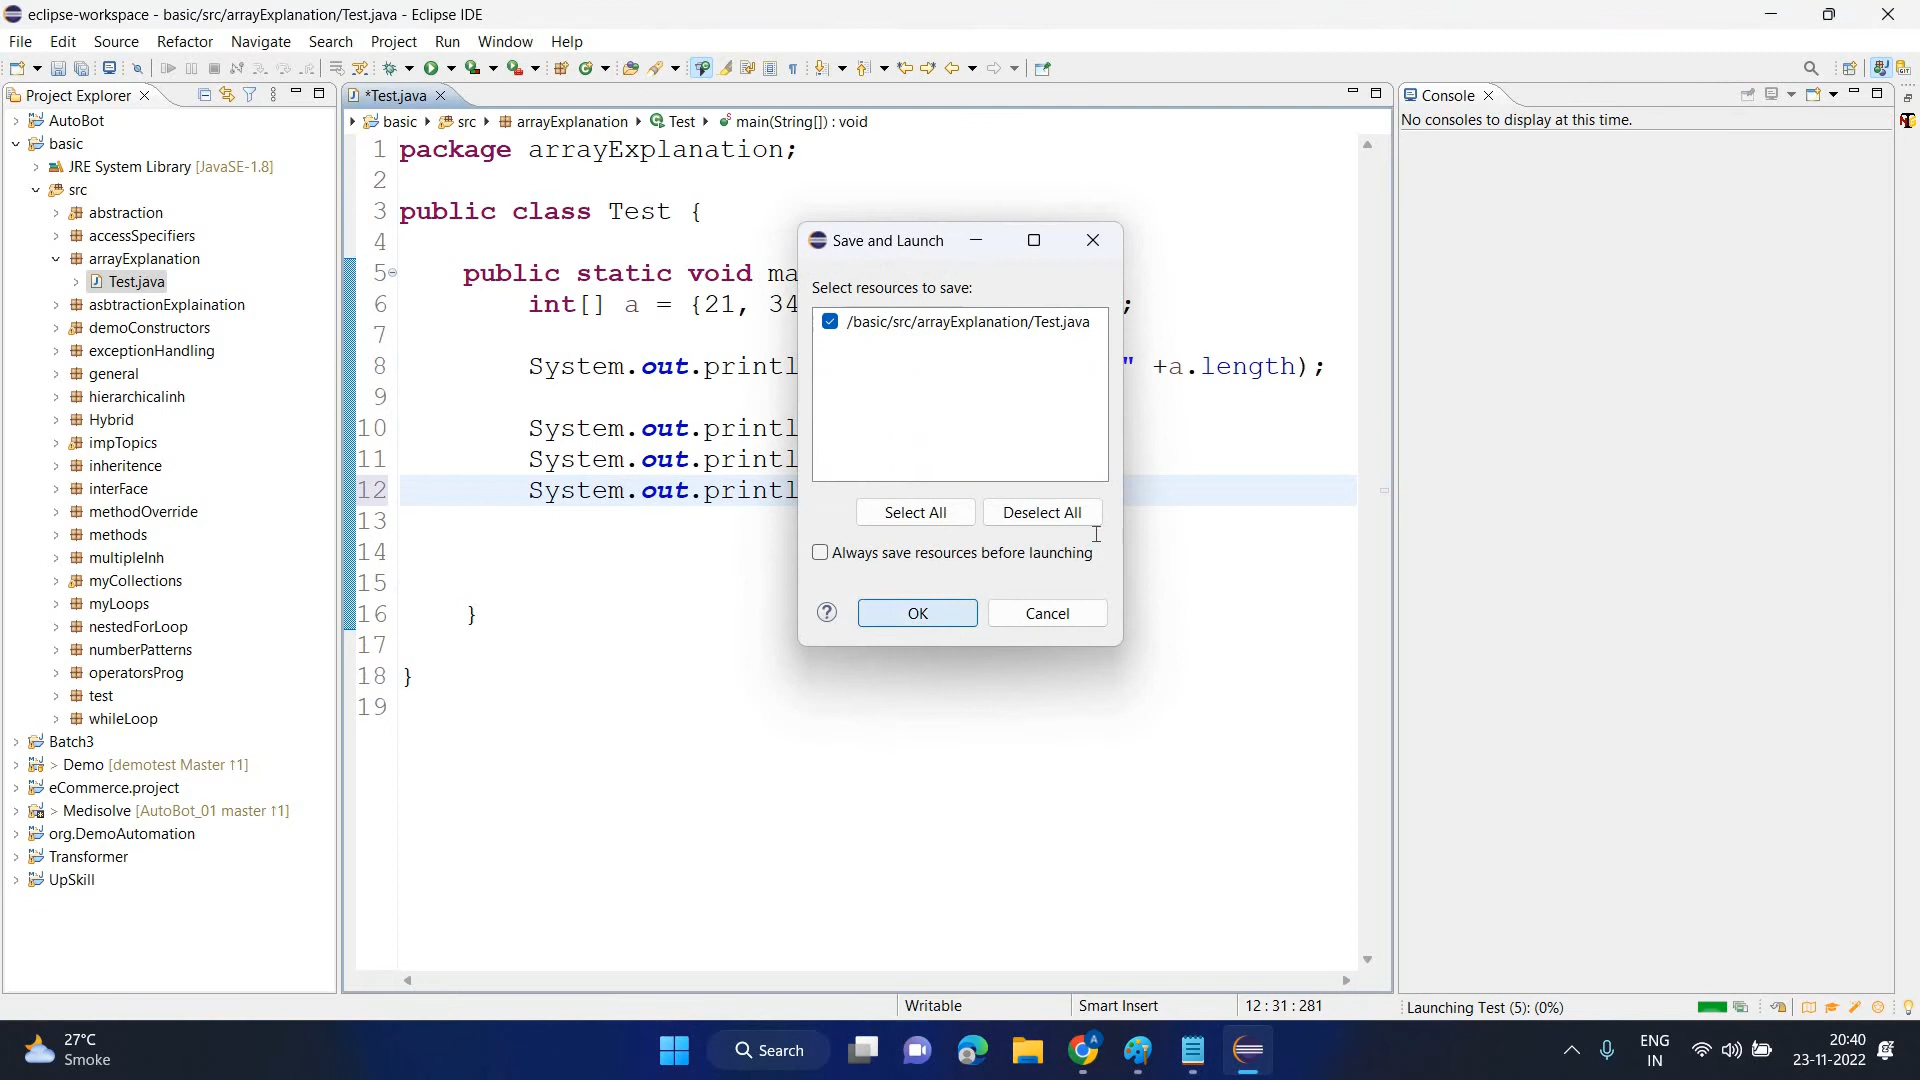 eclipse-workspace - basic/src/arrayExplanation/Test.java - Eclipse IDE
File Edit Source Refactor Navigate Search Project Run Window Help
Project Explorer
AutoBot
basic
JRE System Library [JavaSE-1.8]
src
abstraction
accessSpecifiers
arrayExplanation
Test.java
asbtractionExplaination
demoConstructors
exceptionHandling
general
hierarchicalinh
Hybrid
impTopics
inheritence
interFace
methodOverride
methods
multipleInh
myCollections
myLoops
nestedForLoop
numberPatterns
operatorsProg
test
whileLoop
Batch3
> Demo [demotest Master ↑1]
eCommerce.project
> Medisolve [AutoBot_01 master ↑1]
org.DemoAutomation
Transformer
UpSkill
*Test.java
basic src arrayExplanation Test main(String[]) : void
1 package arrayExplanation;
2
3 public class Test {
4
5 public static void ma
6 int[] a = {21, 34 ;
7
8 System.out.printl " +a.length);
9
10 System.out.printl
11 System.out.printl
12 System.out.printl
13
14
15
16 }
17
18 }
19
Save and Launch
Select resources to save:
/basic/src/arrayExplanation/Test.java
Select All Deselect All
Always save resources before launching
OK Cancel
Console
No consoles to display at this time.
Writable Smart Insert 12 : 31 : 281 Launching Test (5): (0%)
27°C
Smoke
Search
ENG
IN
20:40
23-11-2022